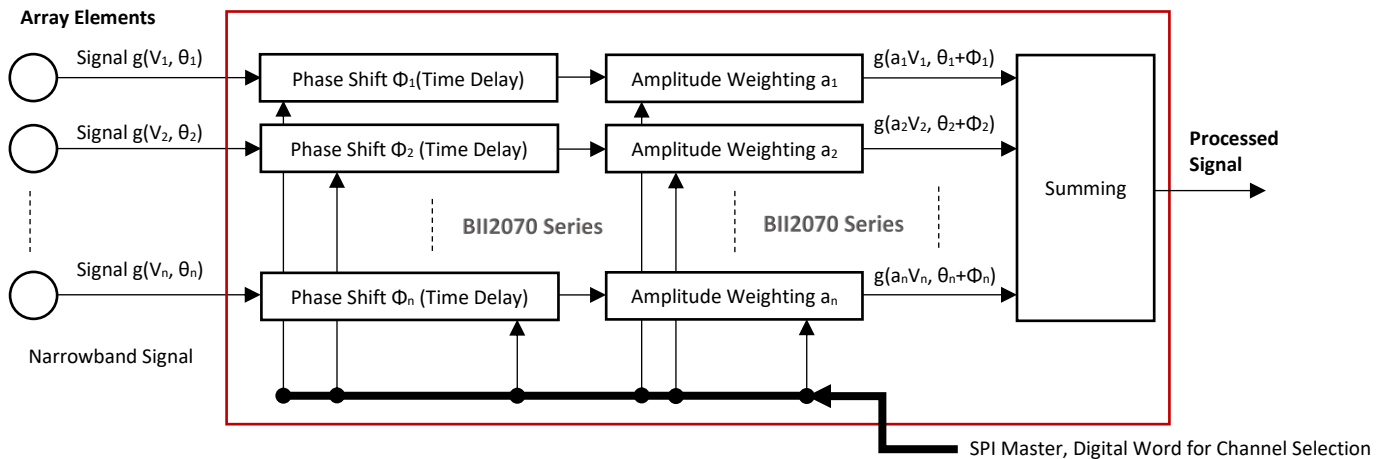 Array Elements
Signal g(V₁, θ₁)
Phase Shift Φ₁(Time Delay)
Amplitude Weighting a₁
g(a₁V₁, θ₁+Φ₁)
Signal g(V₂, θ₂)
Phase Shift Φ₂ (Time Delay)
Amplitude Weighting a₂
g(a₂V₂, θ₂+Φ₂)
Summing
Processed
Signal
BII2070 Series
BII2070 Series
Signal g(Vₙ, θₙ)
Phase Shift Φₙ (Time Delay)
Amplitude Weighting aₙ
g(aₙVₙ, θₙ+Φₙ)
Narrowband Signal
SPI Master, Digital Word for Channel Selection